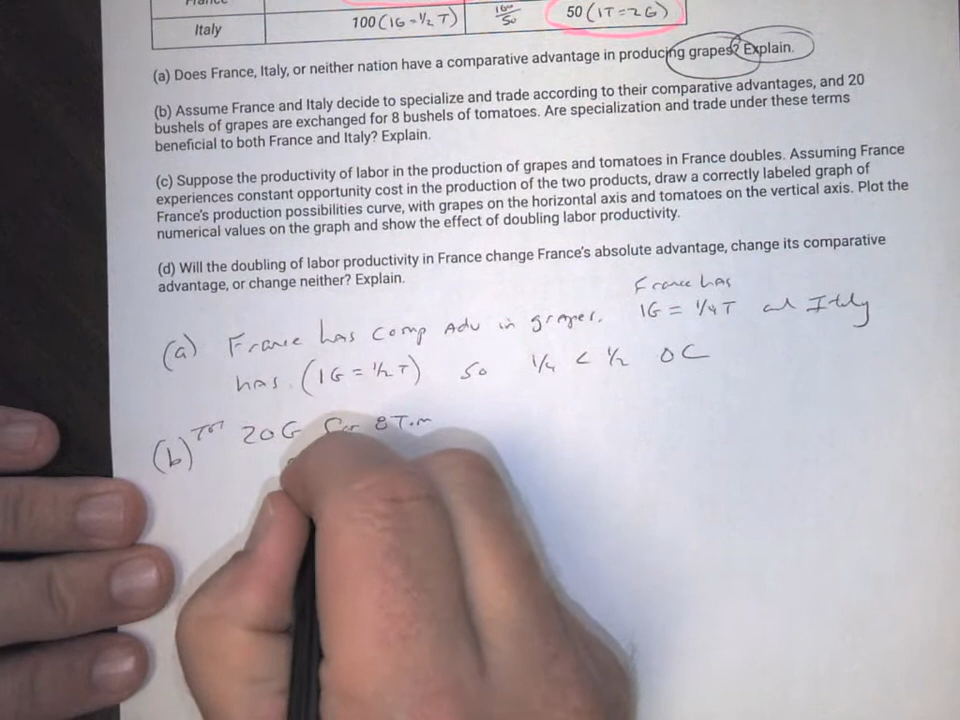 France
Italy 100 (1G = 1/2 T) 100/50 50 (1T = 2G)
(a) Does France, Italy, or neither nation have a comparative advantage in producing grapes? Explain.
(b) Assume France and Italy decide to specialize and trade according to their comparative advantages, and 20
bushels of grapes are exchanged for 8 bushels of tomatoes. Are specialization and trade under these terms
beneficial to both France and Italy? Explain.
(c) Suppose the productivity of labor in the production of grapes and tomatoes in France doubles. Assuming France
experiences constant opportunity cost in the production of the two products, draw a correctly labeled graph of
France's production possibilities curve, with grapes on the horizontal axis and tomatoes on the vertical axis. Plot the
numerical values on the graph and show the effect of doubling labor productivity.
(d) Will the doubling of labor productivity in France change France's absolute advantage, change its comparative
advantage, or change neither? Explain.
France has
(a) France has comp Adv in grapes. 1G = 1/4 T and Italy
has (1G = 1/2 T) so 1/4 < 1/2 OC
(b) ToT 20G for 8Tom